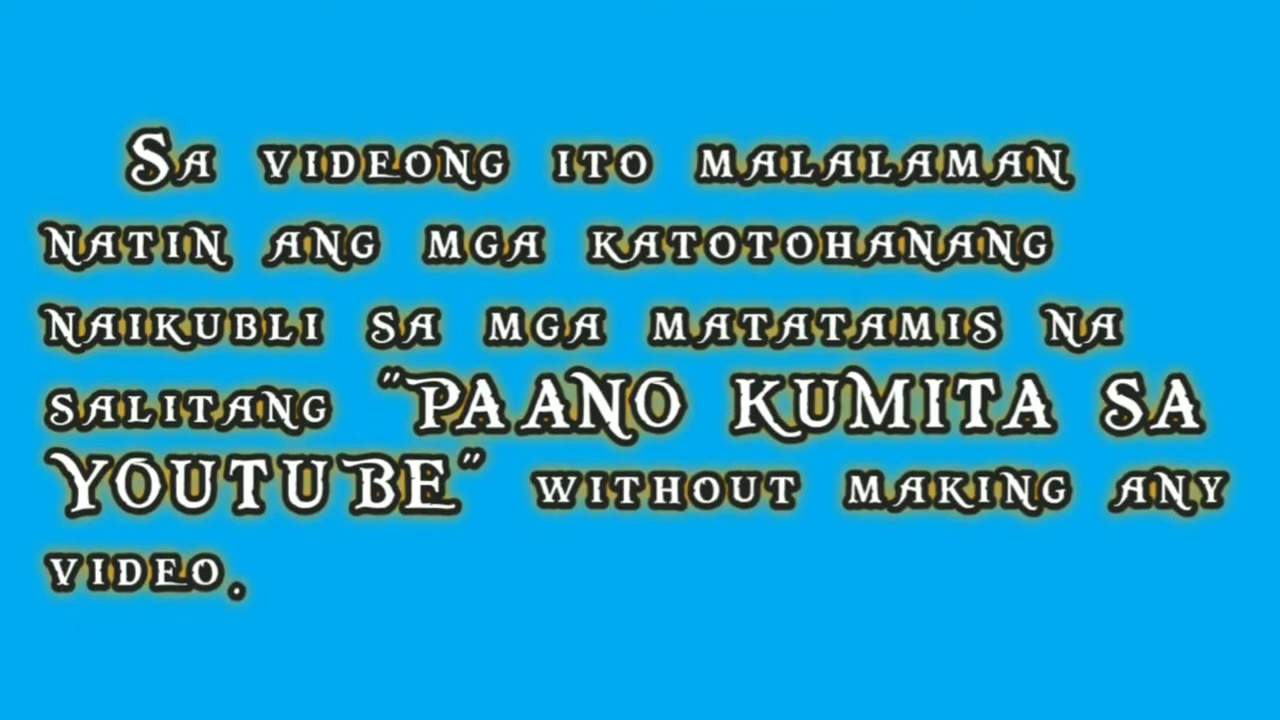 Sa videong ito malalaman
natin ang mga katotohanang
naikubli sa mga matatamis na
salitang "PAANO KUMITA SA
YOUTUBE" without making any
video.